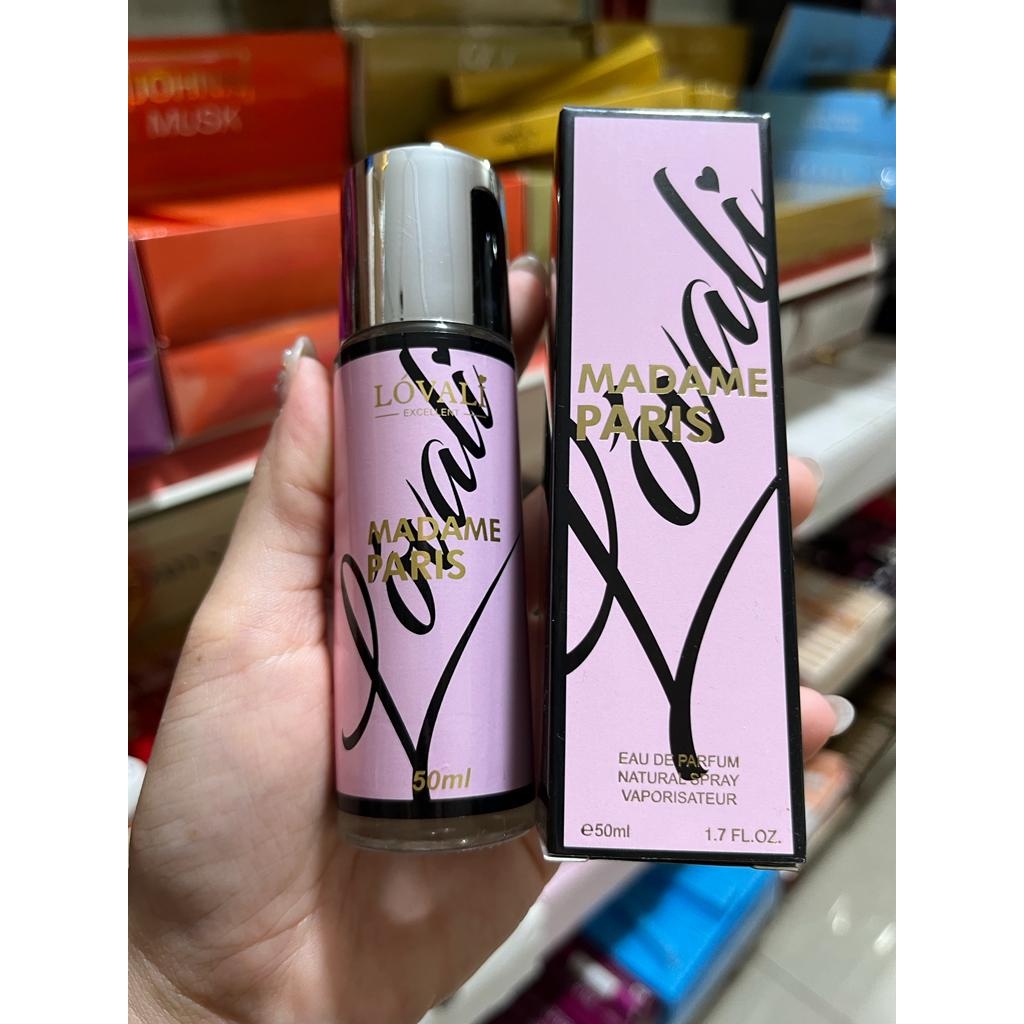 MUSK
LÓVALI
EXCELLENT
Lovali
MADAME
PARIS
50ml
Lovali
MADAME
PARIS
EAU DE PARFUM
NATURAL SPRAY
VAPORISATEUR
℮50ml
1.7 FL.OZ.